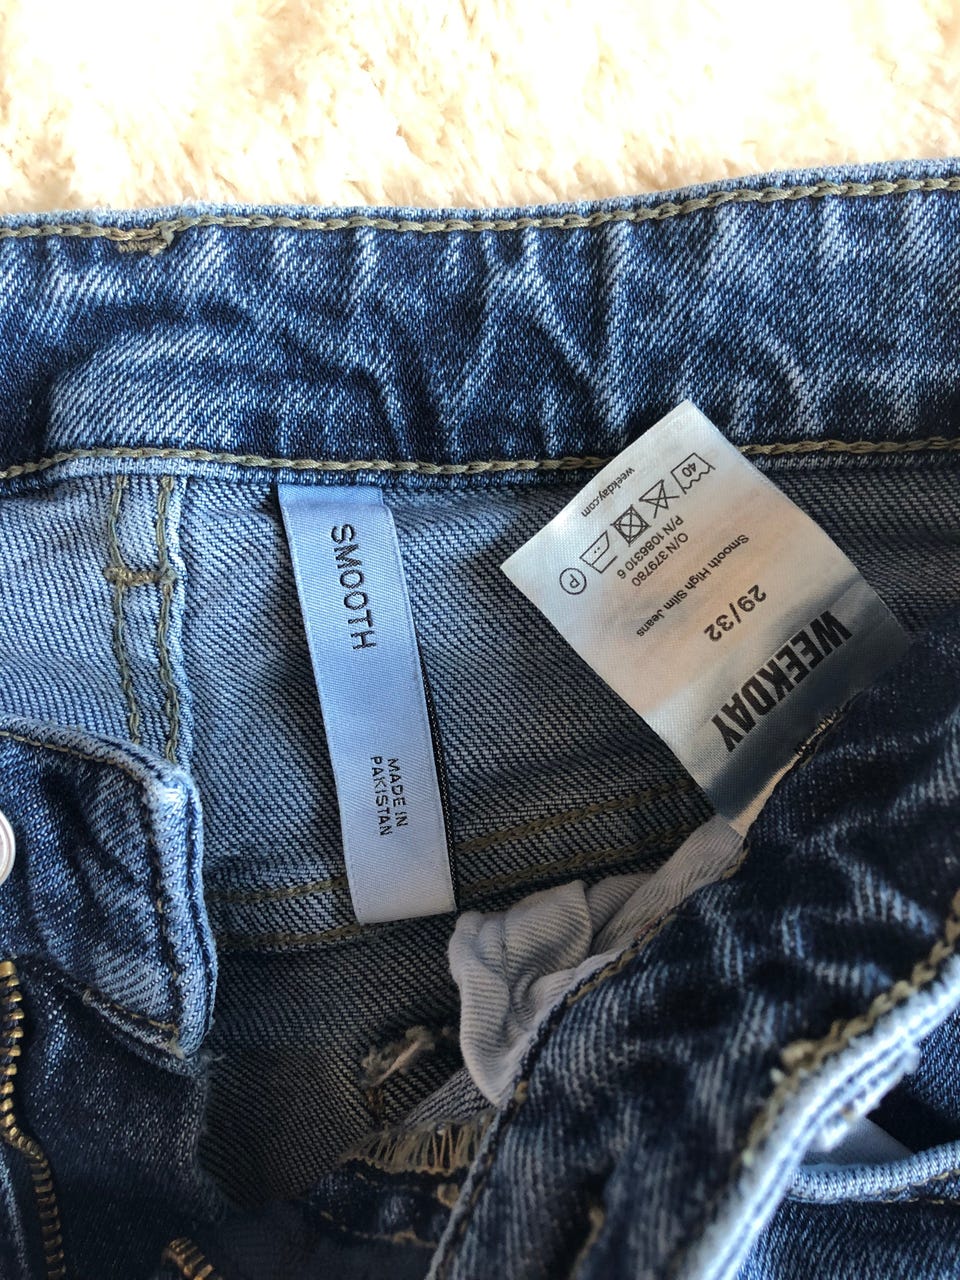 SMOOTH
MADE IN
PAKISTAN
WEEKDAY
29/32
Smooth High Slim Jeans
O/N 379780
P/N 1086310 6
40
P
weekday.com